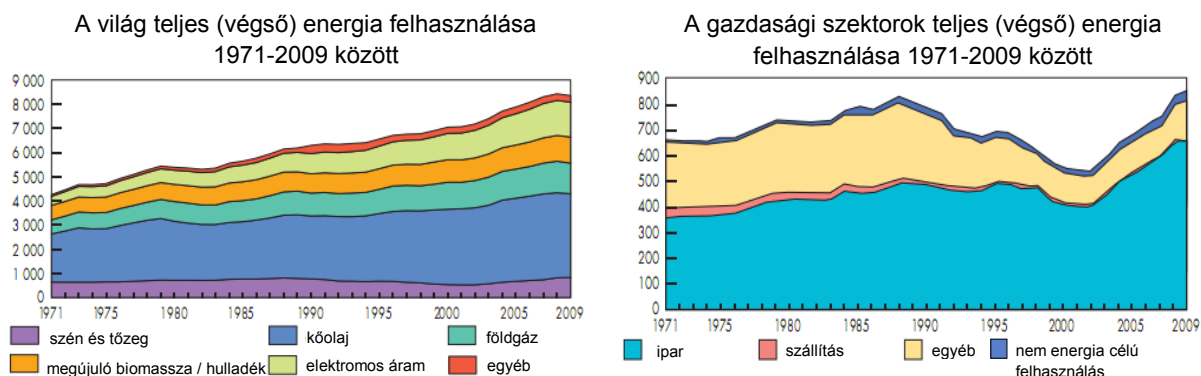 A világ teljes (végső) energia felhasználása
1971-2009 között
9 000
8 000
7 000
6 000
5 000
4 000
3 000
2 000
1 000
0
1971 1975 1980 1985 1990 1995 2000 2005 2009
szén és tőzeg kőolaj földgáz
megújuló biomassza / hulladék elektromos áram egyéb
A gazdasági szektorok teljes (végső) energia
felhasználása 1971-2009 között
900
800
700
600
500
400
300
200
100
0
1971 1975 1980 1985 1990 1995 2000 2005 2009
ipar szállítás egyéb nem energia célú
felhasználás